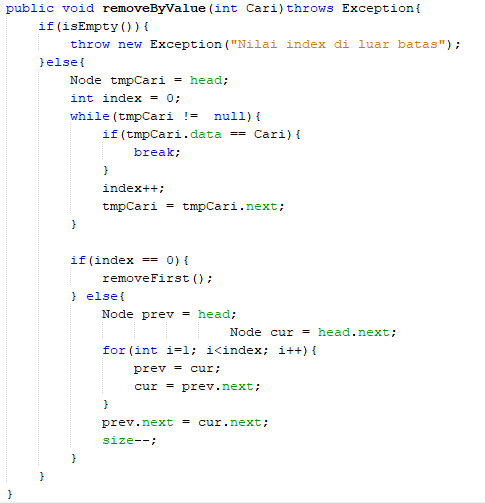 public void removeByValue(int Cari)throws Exception{
    if(isEmpty()){
        throw new Exception("Nilai index di luar batas");
    }else{
        Node tmpCari = head;
        int index = 0;
        while(tmpCari !=  null){
            if(tmpCari.data == Cari){
                break;
            }
            index++;
            tmpCari = tmpCari.next;
        }

        if(index == 0){
            removeFirst();
        } else{
            Node prev = head;
                            Node cur = head.next;
            for(int i=1; i<index; i++){
                prev = cur;
                cur = prev.next;
            }
            prev.next = cur.next;
            size--;
        }
    }
}